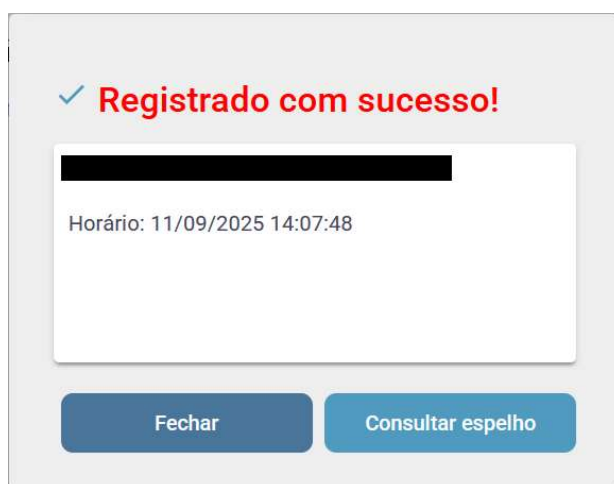 Registrado com sucesso!
Horário: 11/09/2025 14:07:48
Fechar
Consultar espelho